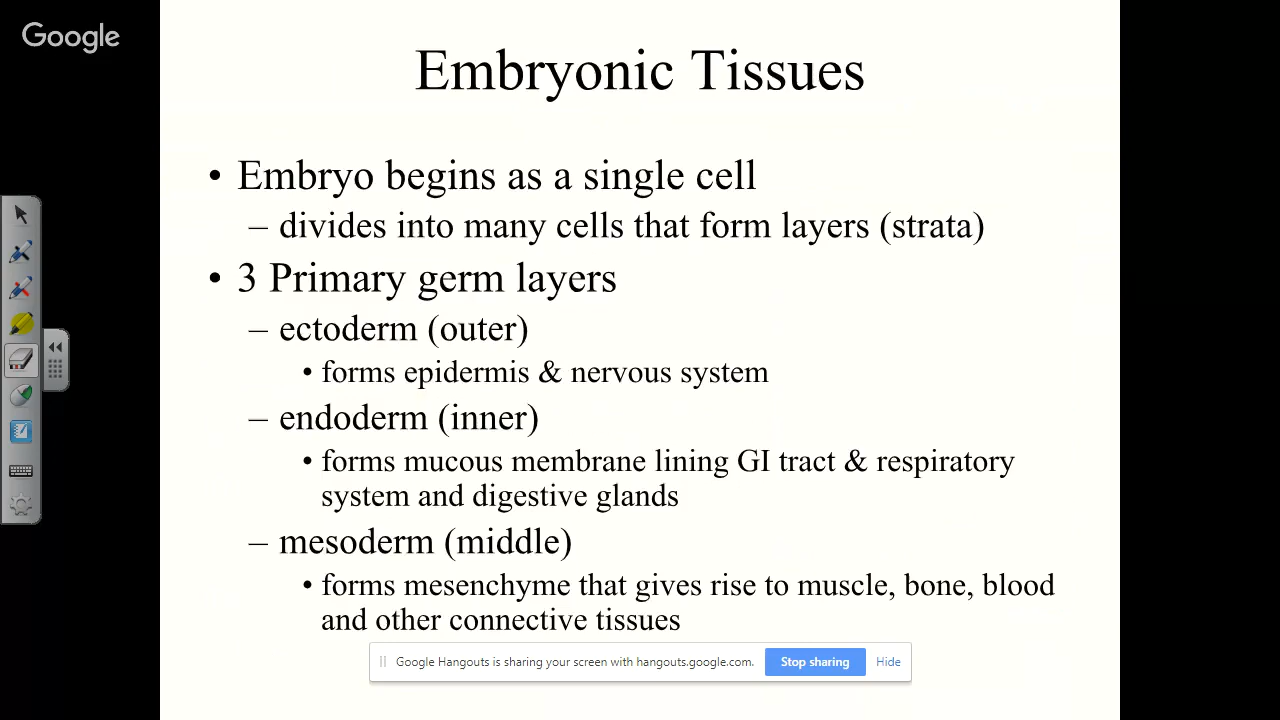 Google
Embryonic Tissues
• Embryo begins as a single cell
– divides into many cells that form layers (strata)
• 3 Primary germ layers
– ectoderm (outer)
• forms epidermis & nervous system
– endoderm (inner)
• forms mucous membrane lining GI tract & respiratory
system and digestive glands
– mesoderm (middle)
• forms mesenchyme that gives rise to muscle, bone, blood
and other connective tissues
Google Hangouts is sharing your screen with hangouts.google.com. Stop sharing Hide